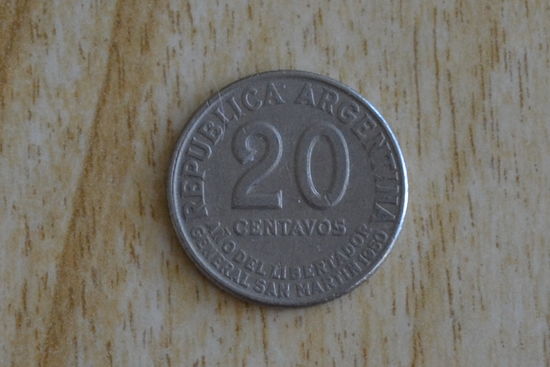 REPUBLICA ARGENTINA
20
CENTAVOS
AÑO DEL LIBERTADOR
GENERAL SAN MARTIN 1950